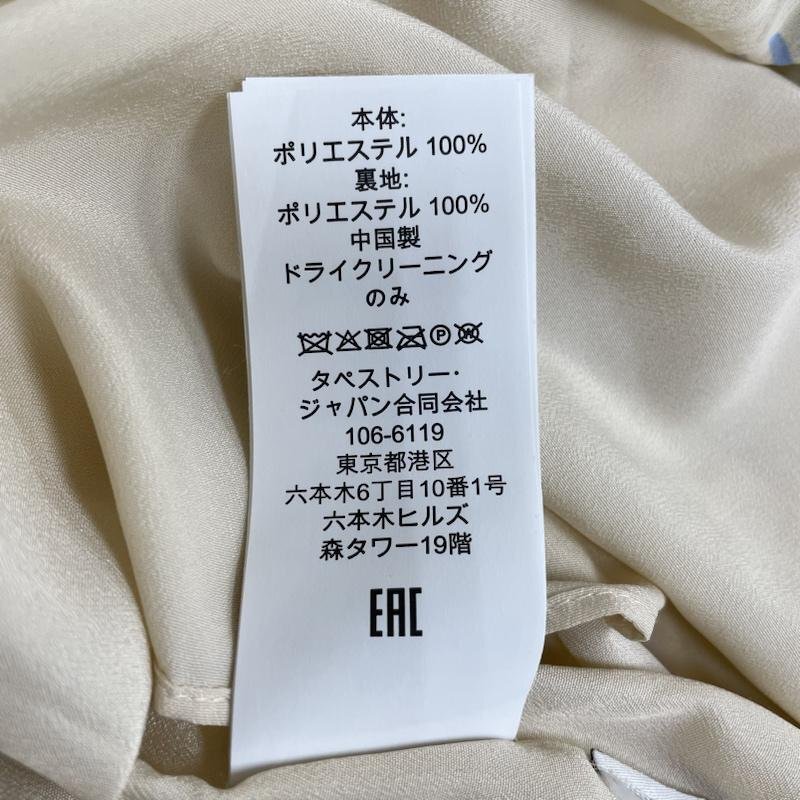 本体:
ポリエステル 100%
裏地:
ポリエステル 100%
中国製
ドライクリーニング
のみ
P W
タペストリー·
ジャパン合同会社
106-6119
東京都港区
六本木6丁目10番1号
六本木ヒルズ
森タワー19階
EAC